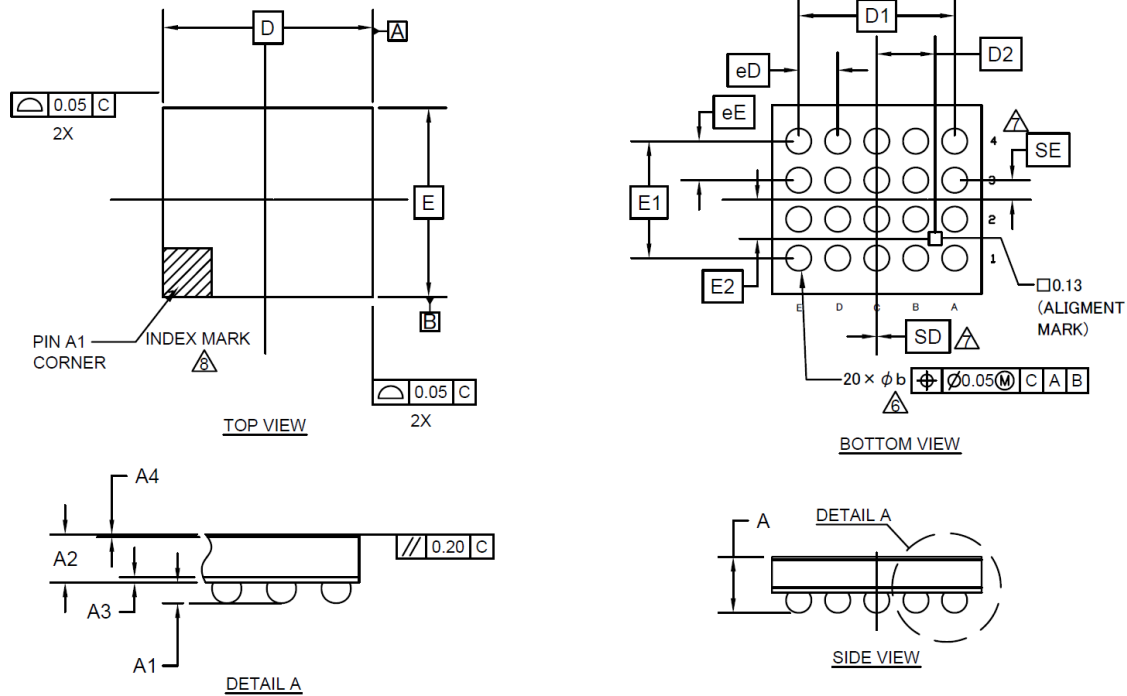 D
A
⌓ 0.05 C
2X
E
B
PIN A1
CORNER
INDEX MARK
8
⌓ 0.05 C
2X
TOP VIEW
D1
D2
eD
eE
7
SE
E1
E2
4
3
2
1
E D C B A
□0.13
(ALIGMENT
MARK)
SD
7
20 × ϕb ⌖ Ø0.05Ⓜ C A B
6
BOTTOM VIEW
A4
A2
// 0.20 C
A3
A1
DETAIL A
A
DETAIL A
SIDE VIEW